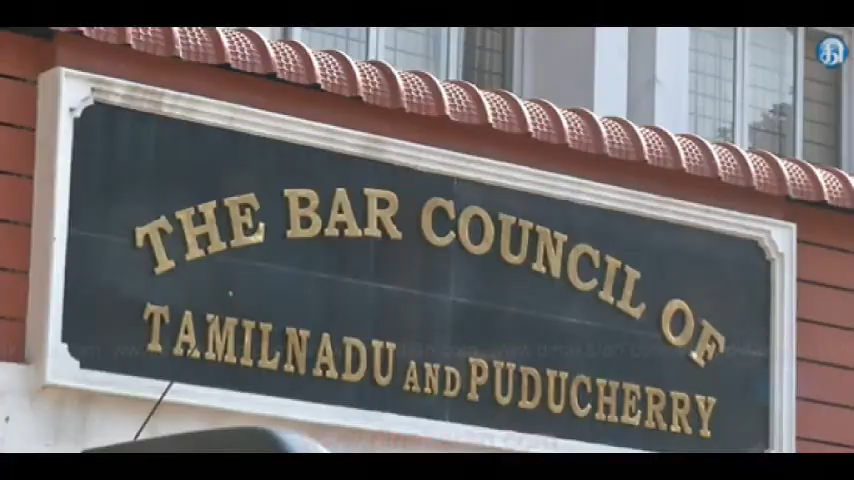 THE BAR COUNCIL OF
TAMILNADU AND PUDUCHERRY